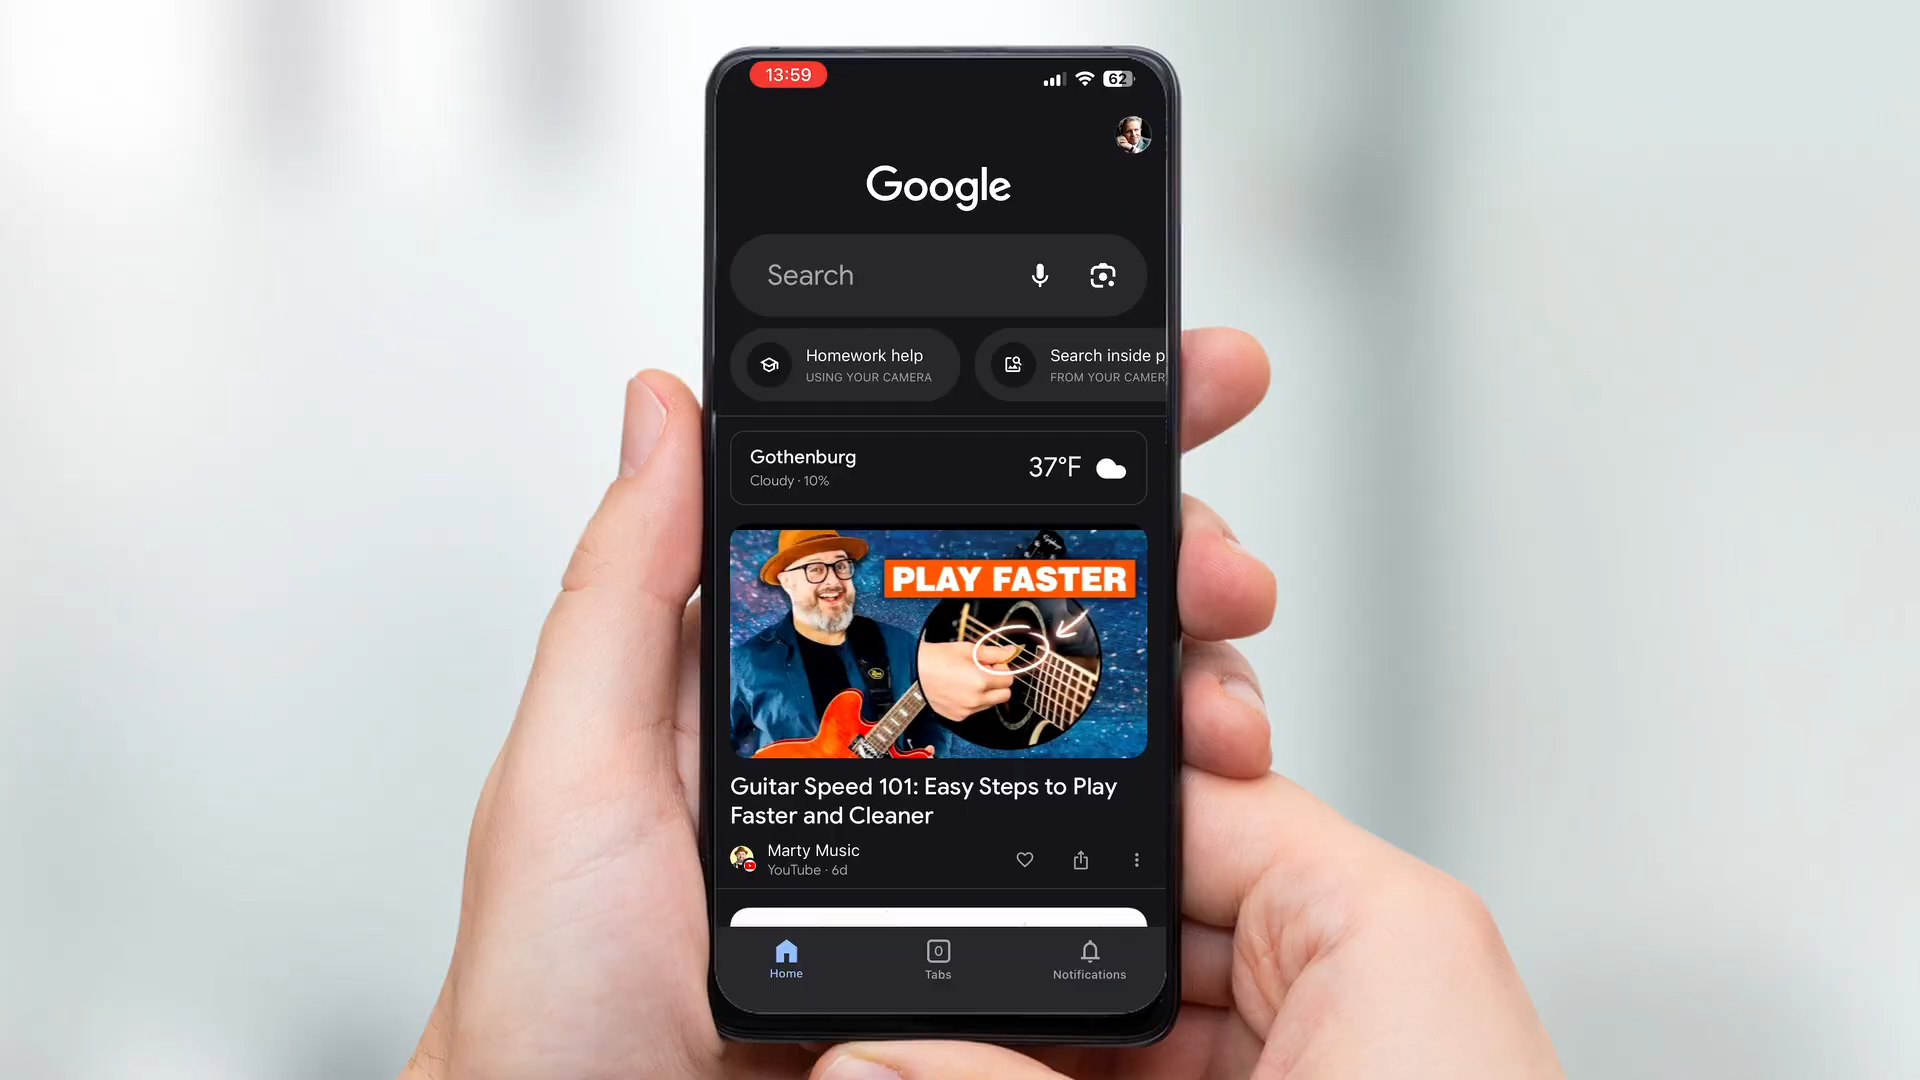 13:59
62
Google
Search
Homework help
USING YOUR CAMERA
Search inside p
FROM YOUR CAMER
Gothenburg
37°F
Cloudy · 10%
PLAY FASTER
Guitar Speed 101: Easy Steps to Play
Faster and Cleaner
Marty Music
YouTube · 6d
0
Home
Tabs
Notifications